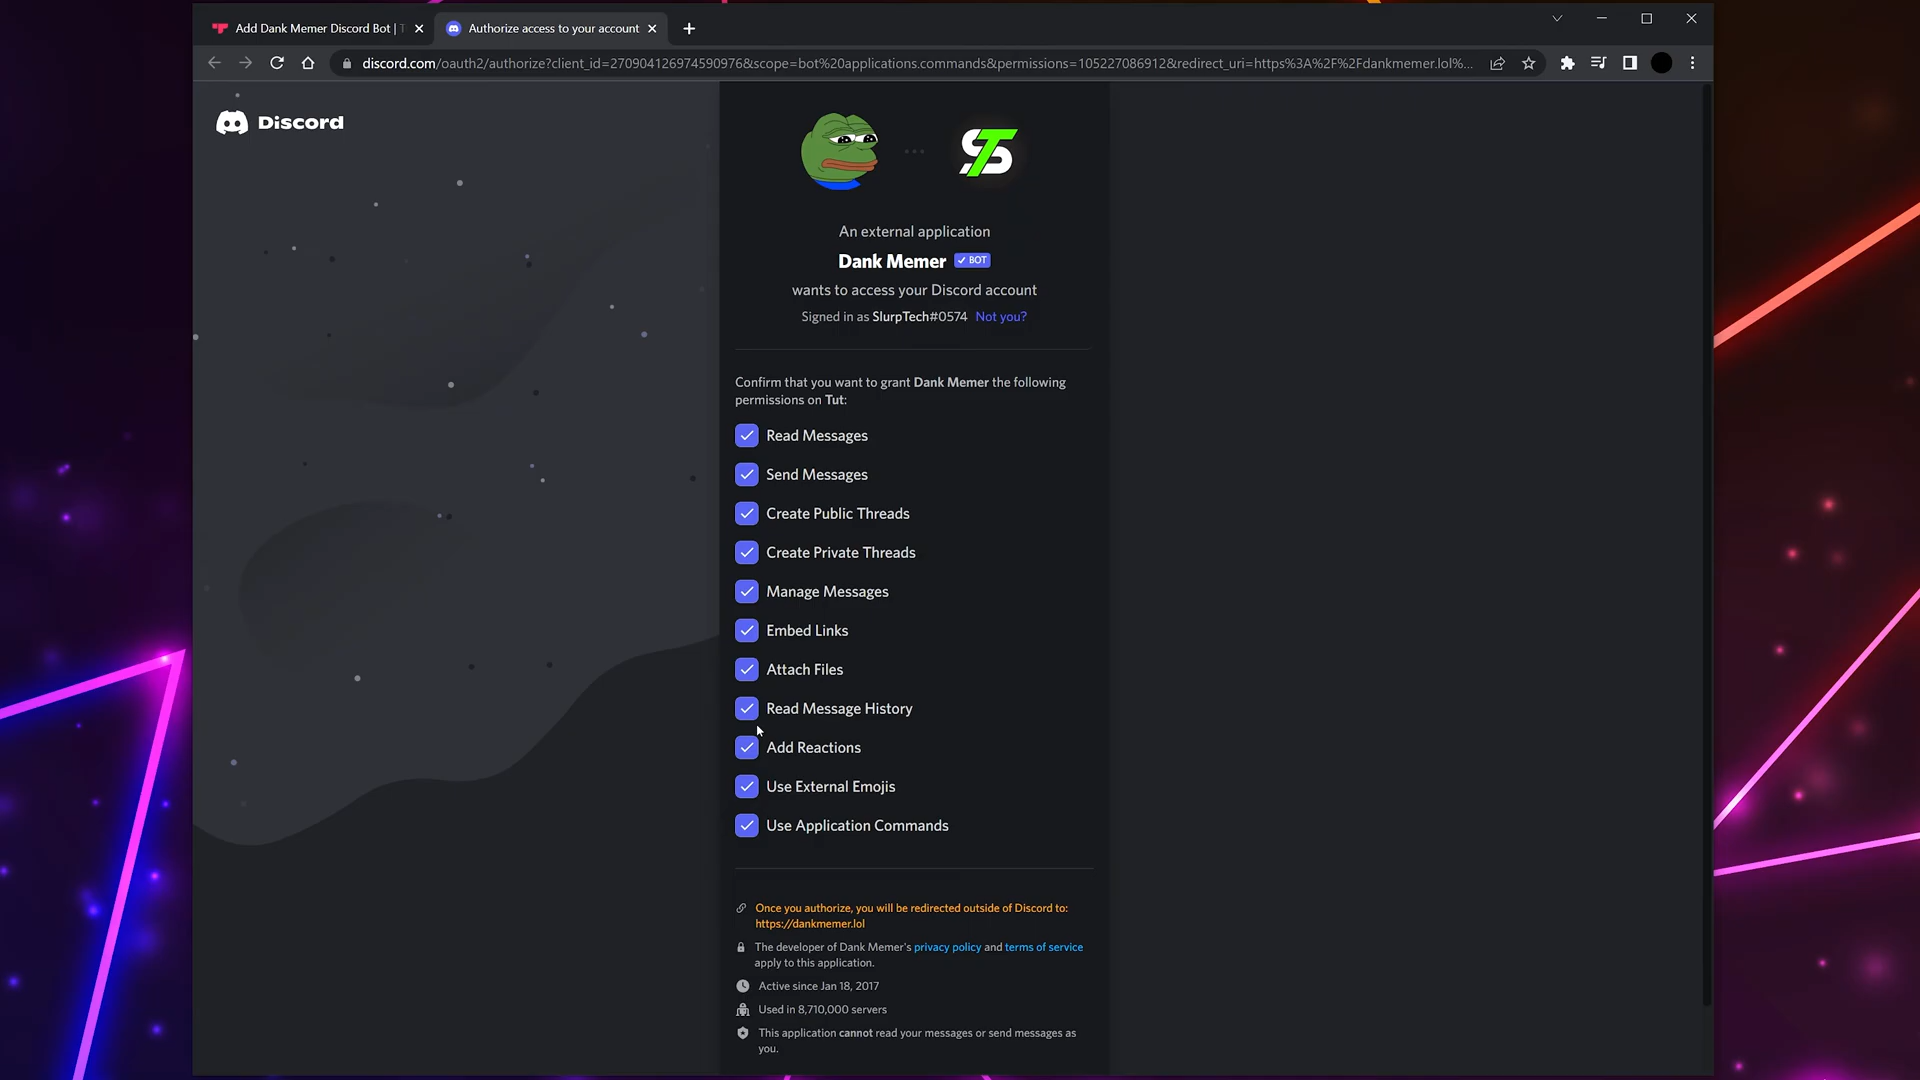 Add Dank Memer Discord Bot |
Authorize access to your account
discord.com/oauth2/authorize?client_id=270904126974590976&scope=bot%20applications.commands&permissions=105227086912&redirect_uri=https%3A%2F%2Fdankmemer.lol%...
Discord
ST
An external application
Dank Memer BOT
wants to access your Discord account
Signed in as SlurpTech#0574 Not you?
Confirm that you want to grant Dank Memer the following
permissions on Tut:
Read Messages
Send Messages
Create Public Threads
Create Private Threads
Manage Messages
Embed Links
Attach Files
Read Message History
Add Reactions
Use External Emojis
Use Application Commands
Once you authorize, you will be redirected outside of Discord to:
https://dankmemer.lol
The developer of Dank Memer's privacy policy and terms of service
apply to this application.
Active since Jan 18, 2017
Used in 8,710,000 servers
This application cannot read your messages or send messages as
you.